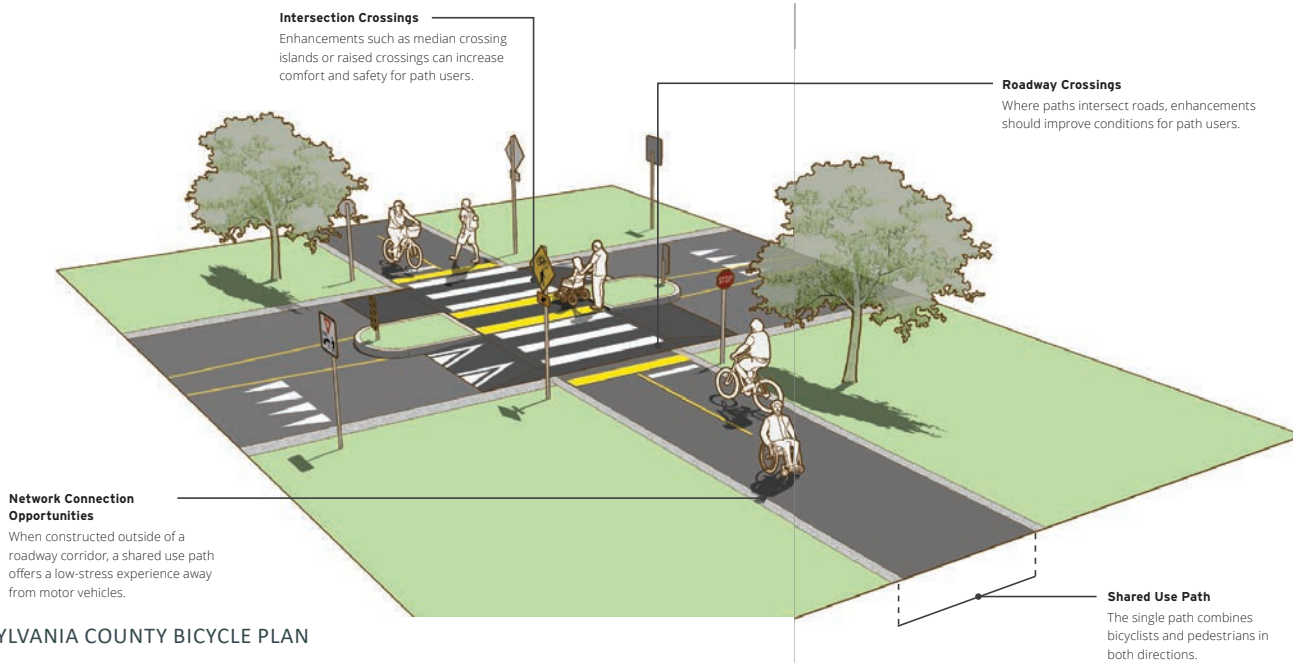 Intersection Crossings
Enhancements such as median crossing
islands or raised crossings can increase
comfort and safety for path users.
Roadway Crossings
Where paths intersect roads, enhancements
should improve conditions for path users.
STOP
Network Connection
Opportunities
When constructed outside of a
roadway corridor, a shared use path
offers a low-stress experience away
from motor vehicles.
Shared Use Path
The single path combines
bicyclists and pedestrians in
both directions.
YLVANIA COUNTY BICYCLE PLAN